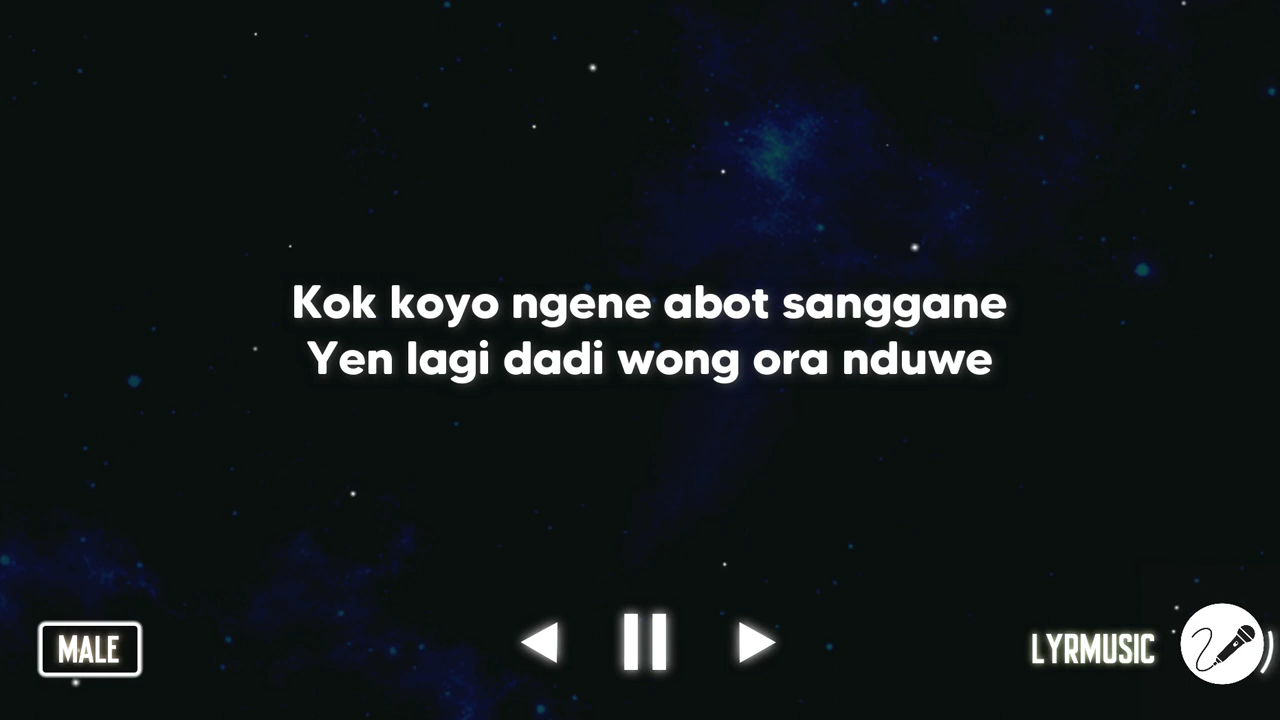 Kok koyo ngene abot sanggane
Yen lagi dadi wong ora nduwe
MALE
LYRMUSIC